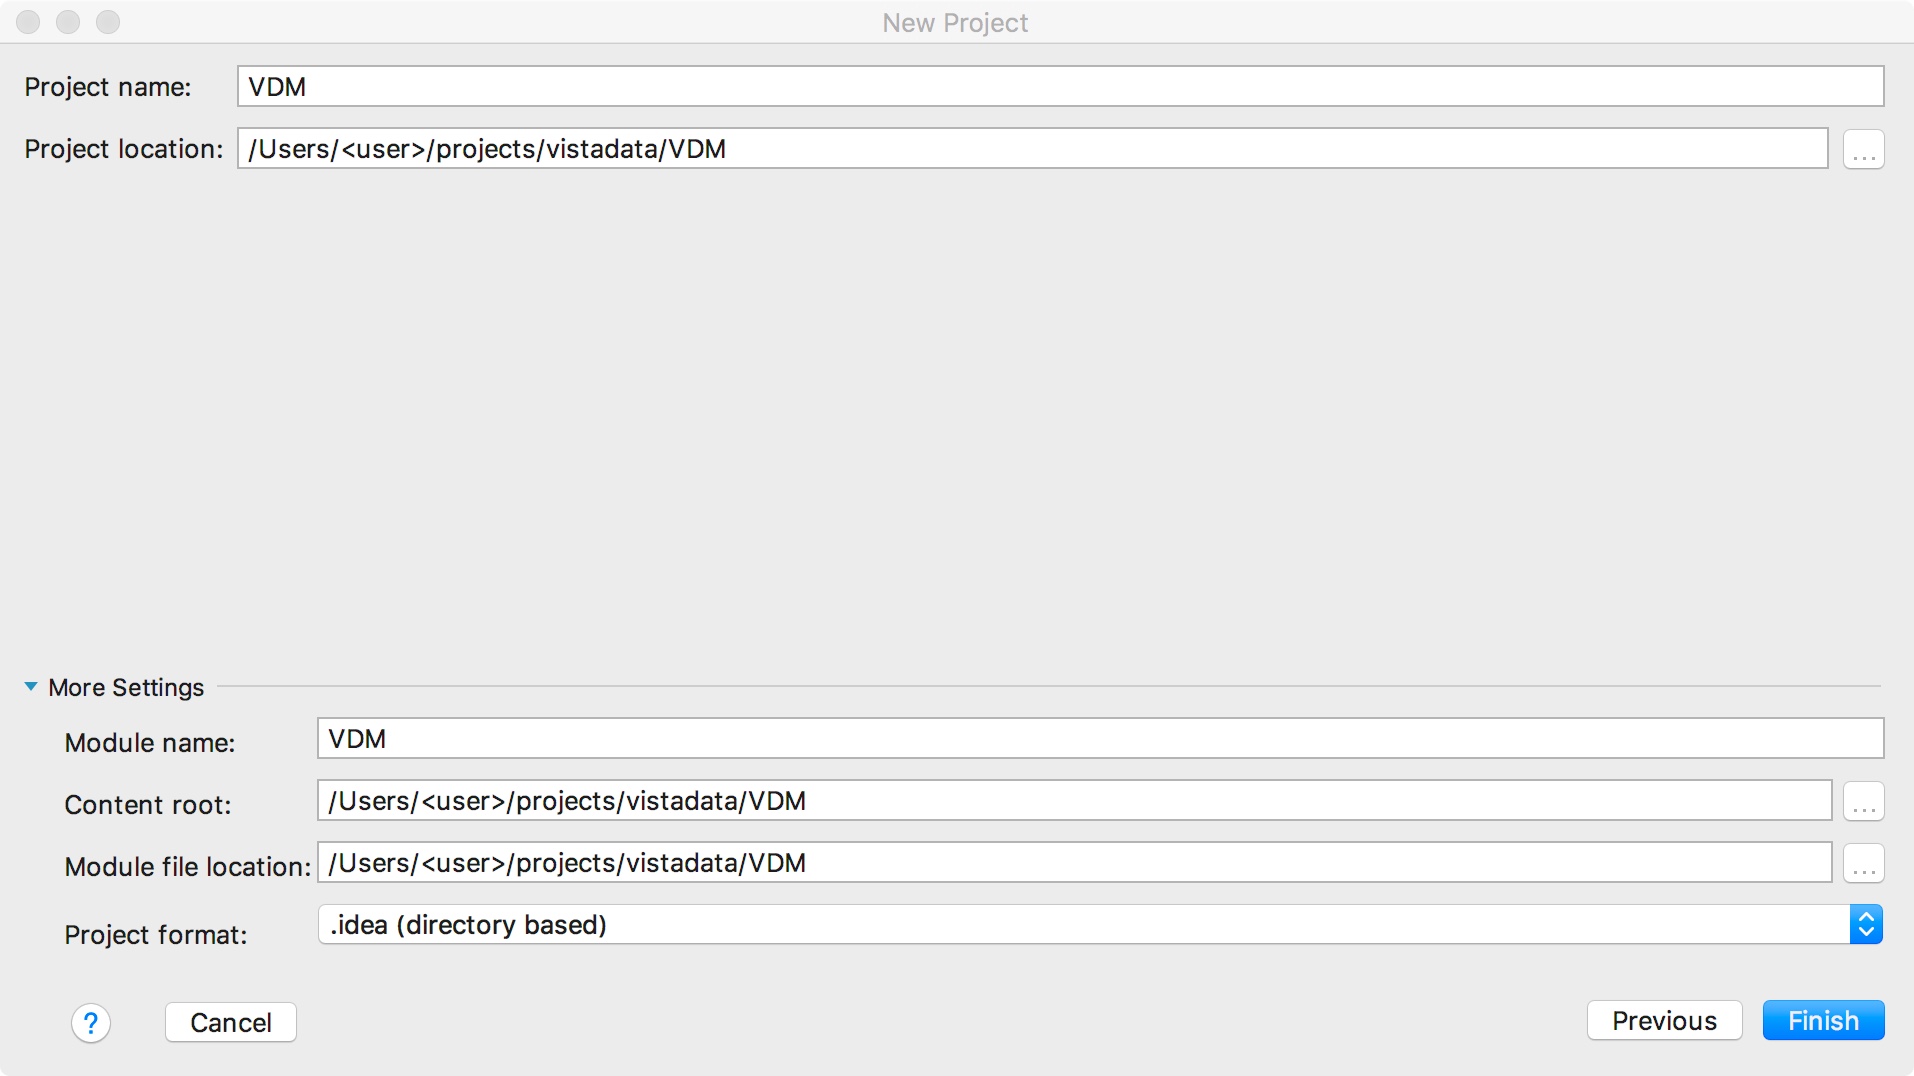 New Project
Project name: VDM
Project location: /Users/<user>/projects/vistadata/VDM ...
More Settings
Module name: VDM
Content root: /Users/<user>/projects/vistadata/VDM ...
Module file location: /Users/<user>/projects/vistadata/VDM ...
Project format: .idea (directory based)
? Cancel Previous Finish